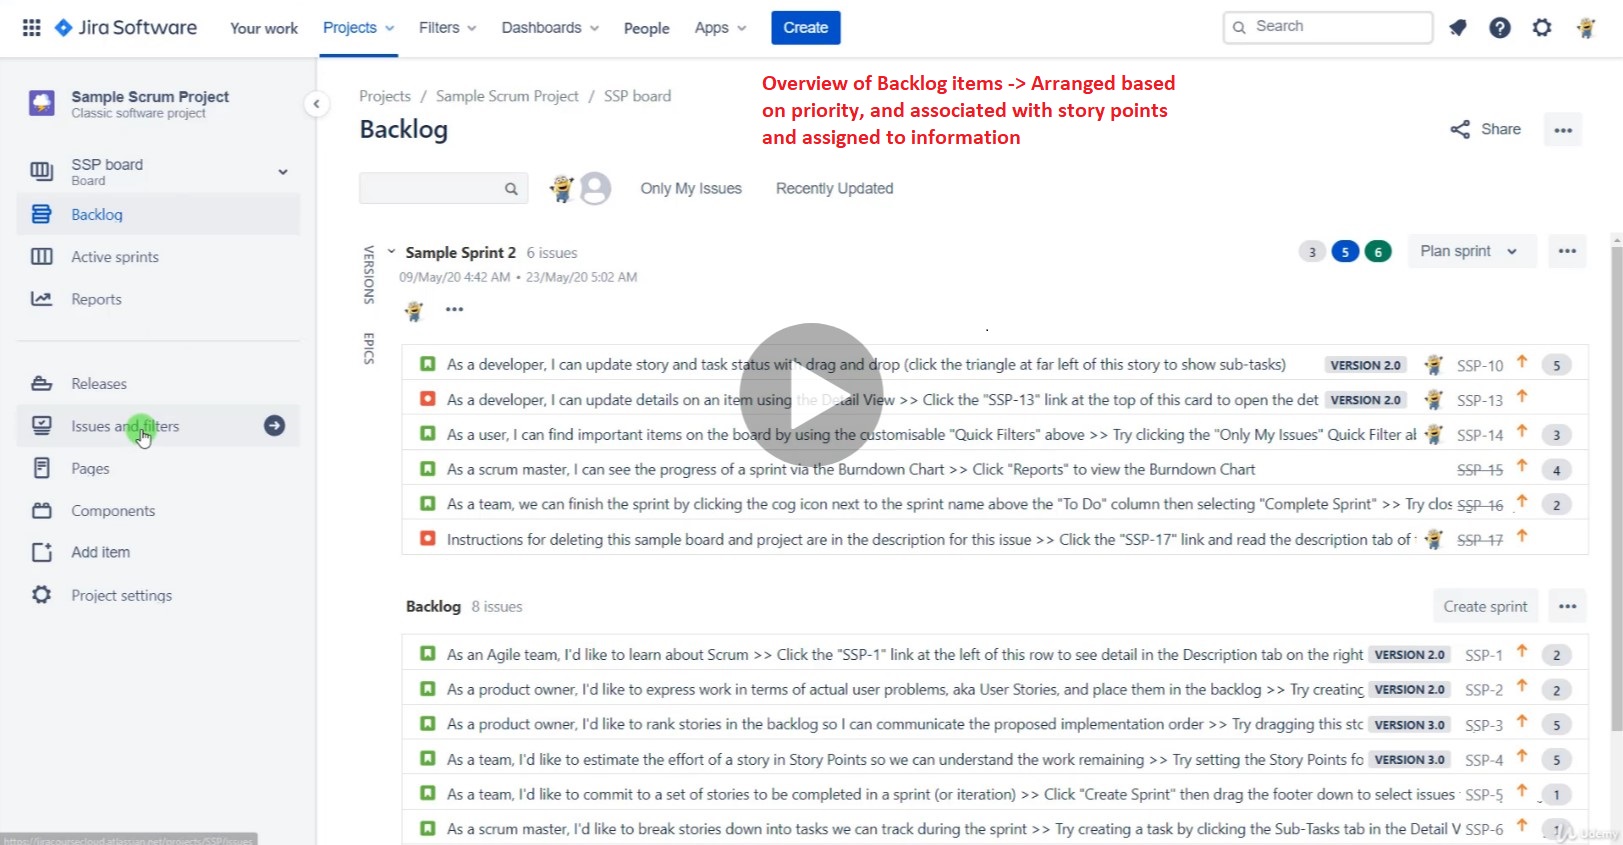 Jira Software
Your work
Projects
Filters
Dashboards
People
Apps
Create
Search
Sample Scrum Project
Classic software project
SSP board
Board
Backlog
Active sprints
Reports
Releases
Issues and filters
Pages
Components
Add item
Project settings
Projects / Sample Scrum Project / SSP board
Backlog
Overview of Backlog items -> Arranged based
on priority, and associated with story points
and assigned to information
Share
Only My Issues
Recently Updated
VERSIONS
EPICS
Sample Sprint 2 6 issues
3 5 6
Plan sprint
09/May/20 4:42 AM • 23/May/20 5:02 AM
As a developer, I can update story and task status with drag and drop (click the triangle at far left of this story to show sub-tasks) VERSION 2.0 SSP-10 5
As a developer, I can update details on an item using the Detail View >> Click the "SSP-13" link at the top of this card to open the det VERSION 2.0 SSP-13
As a user, I can find important items on the board by using the customisable "Quick Filters" above >> Try clicking the "Only My Issues" Quick Filter al SSP-14 3
As a scrum master, I can see the progress of a sprint via the Burndown Chart >> Click "Reports" to view the Burndown Chart SSP-15 4
As a team, we can finish the sprint by clicking the cog icon next to the sprint name above the "To Do" column then selecting "Complete Sprint" >> Try clos SSP-16 2
Instructions for deleting this sample board and project are in the description for this issue >> Click the "SSP-17" link and read the description tab of SSP-17
Backlog 8 issues
Create sprint
As an Agile team, I'd like to learn about Scrum >> Click the "SSP-1" link at the left of this row to see detail in the Description tab on the right VERSION 2.0 SSP-1 2
As a product owner, I'd like to express work in terms of actual user problems, aka User Stories, and place them in the backlog >> Try creating VERSION 2.0 SSP-2 2
As a product owner, I'd like to rank stories in the backlog so I can communicate the proposed implementation order >> Try dragging this sto VERSION 3.0 SSP-3 5
As a team, I'd like to estimate the effort of a story in Story Points so we can understand the work remaining >> Try setting the Story Points fo VERSION 3.0 SSP-4 5
As a team, I'd like to commit to a set of stories to be completed in a sprint (or iteration) >> Click "Create Sprint" then drag the footer down to select issues SSP-5 1
As a scrum master, I'd like to break stories down into tasks we can track during the sprint >> Try creating a task by clicking the Sub-Tasks tab in the Detail V SSP-6 1
Udemy